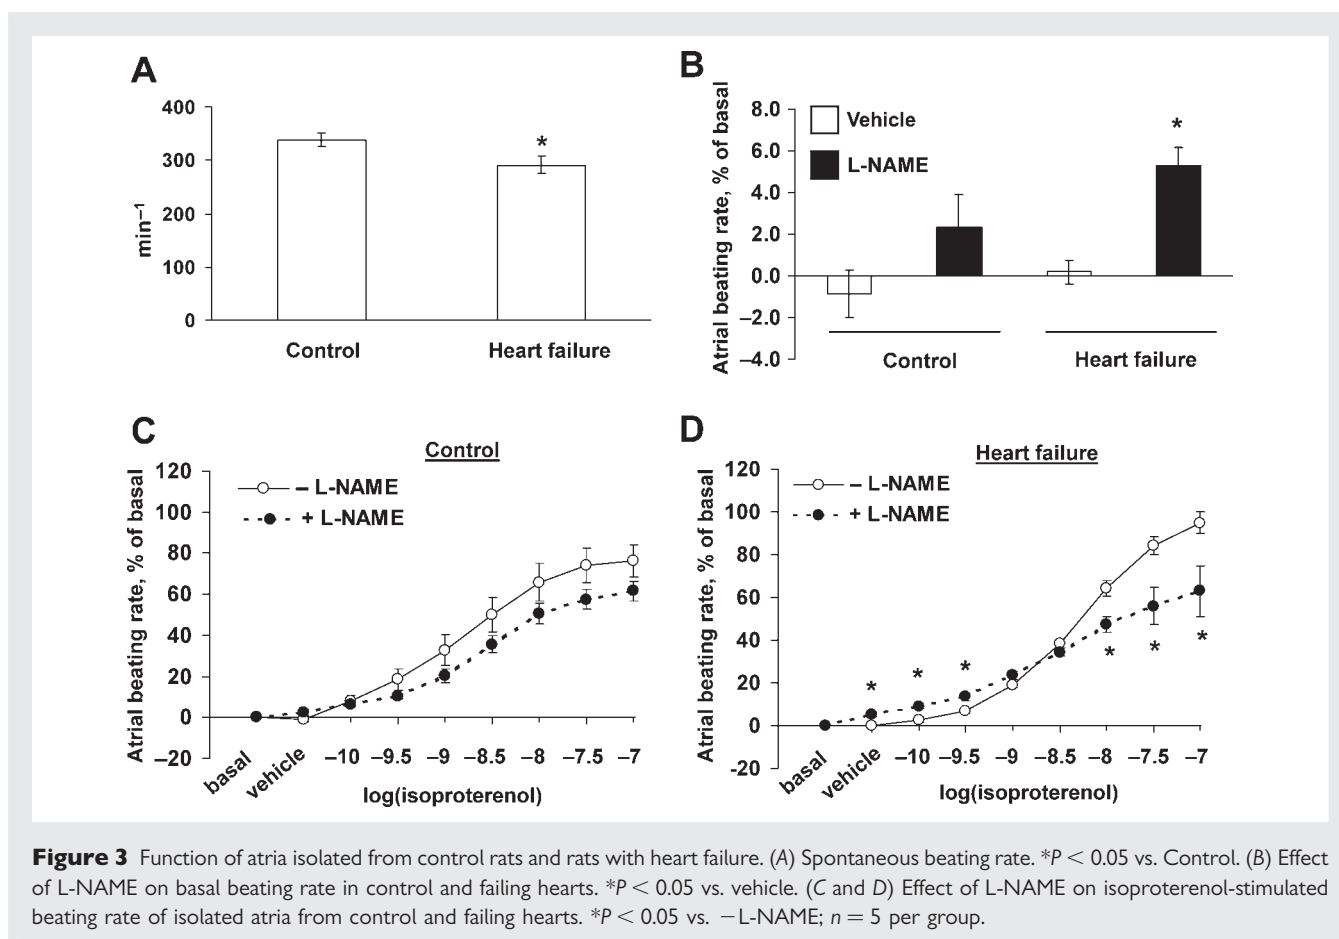 A
400
300
200
100
0
min–1
Control
Heart failure
*
B
8.0
6.0
4.0
2.0
0.0
–2.0
–4.0
Atrial beating rate, % of basal
Vehicle
L-NAME
*
Control
Heart failure
C
Control
120
100
80
60
40
20
0
–20
Atrial beating rate, % of basal
– L-NAME
+ L-NAME
basal vehicle –10 –9.5 –9 –8.5 –8 –7.5 –7
log(isoproterenol)
D
Heart failure
120
100
80
60
40
20
0
-20
Atrial beating rate, % of basal
– L-NAME
+ L-NAME
* * * * * *
basal vehicle –10 –9.5 –9 –8.5 –8 –7.5 –7
log(isoproterenol)
Figure 3 Function of atria isolated from control rats and rats with heart failure. (A) Spontaneous beating rate. *P < 0.05 vs. Control. (B) Effect
of L-NAME on basal beating rate in control and failing hearts. *P < 0.05 vs. vehicle. (C and D) Effect of L-NAME on isoproterenol-stimulated
beating rate of isolated atria from control and failing hearts. *P < 0.05 vs. −L-NAME; n = 5 per group.